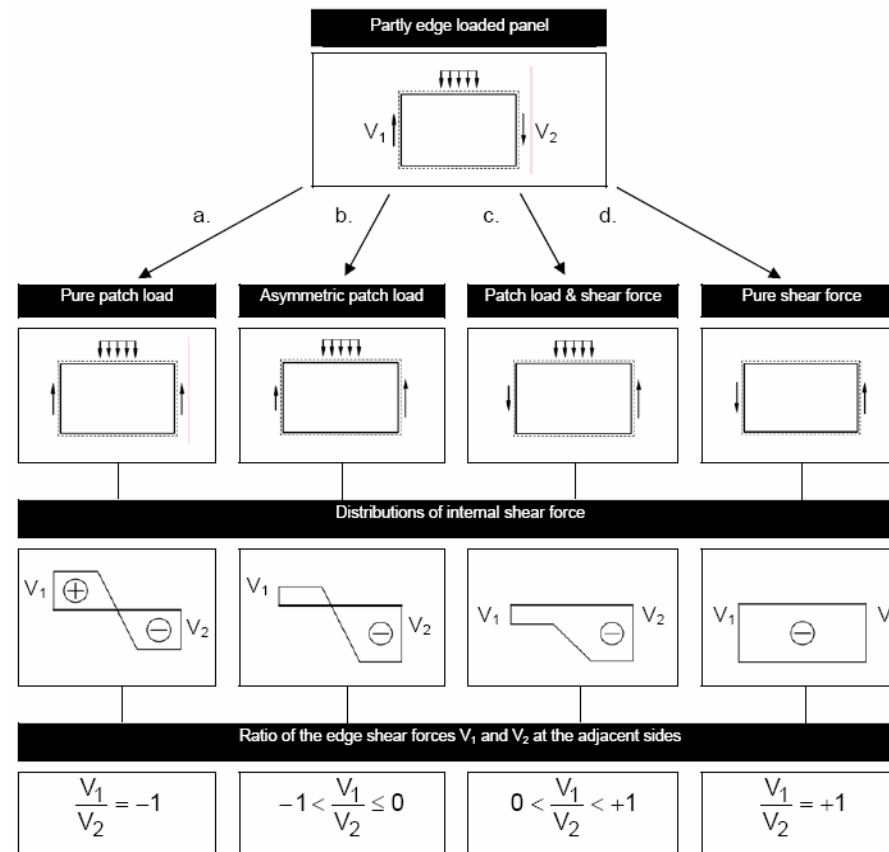 Partly edge loaded panel
V₁
V₂
a.
b.
c.
d.
Pure patch load
Asymmetric patch load
Patch load & shear force
Pure shear force
Distributions of internal shear force
V₁ + − V₂
V₁ − V₂
V₁ − V₂
V₁ − V
Ratio of the edge shear forces V₁ and V₂ at the adjacent sides
V₁/V₂ = −1
−1 < V₁/V₂ ≤ 0
0 < V₁/V₂ < +1
V₁/V₂ = +1